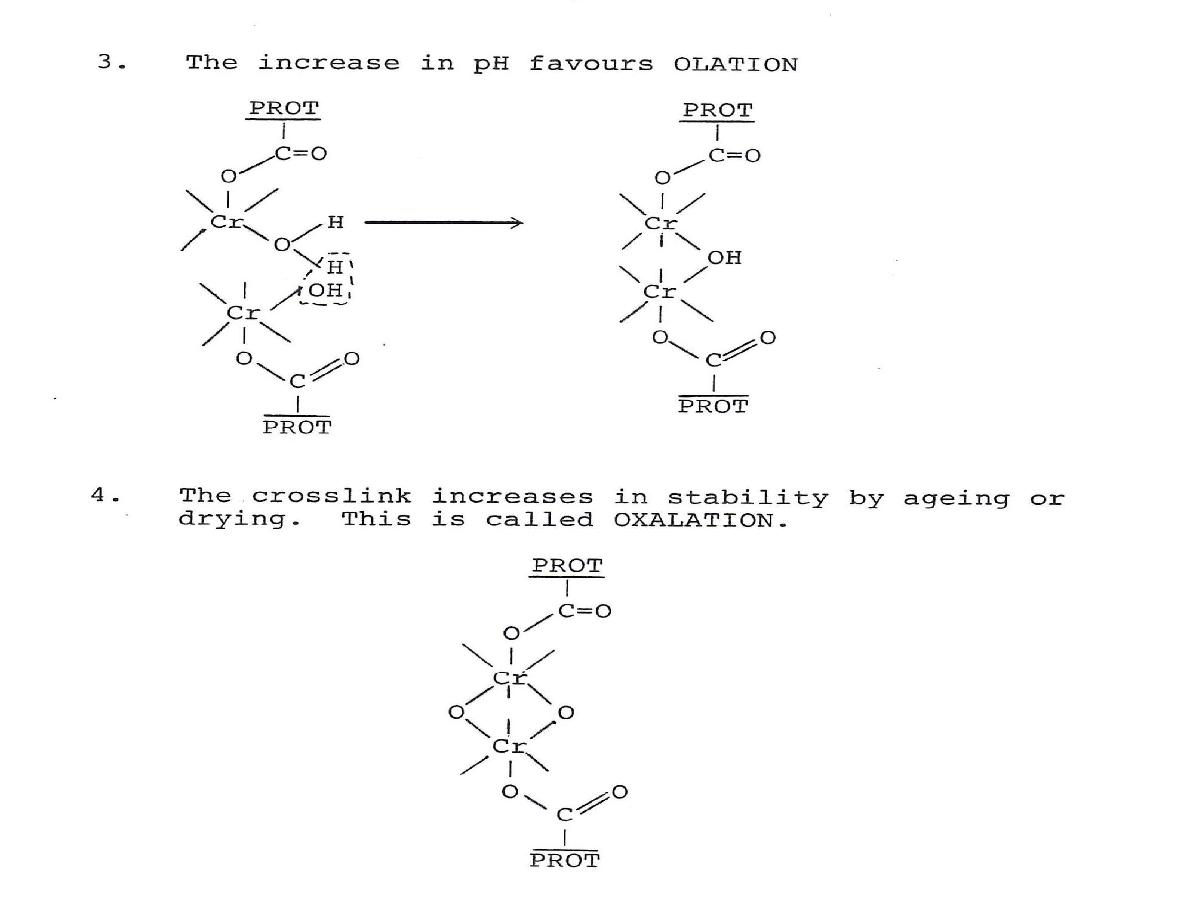 3. The increase in pH favours OLATION
PROT PROT
C=O C=O
O O
Cr H Cr
O
H OH
OH
Cr Cr
O O O
O C
C
PROT
PROT
4. The crosslink increases in stability by ageing or
drying. This is called OXALATION.
PROT
C=O
O
Cr
O O
Cr
O O
C
PROT